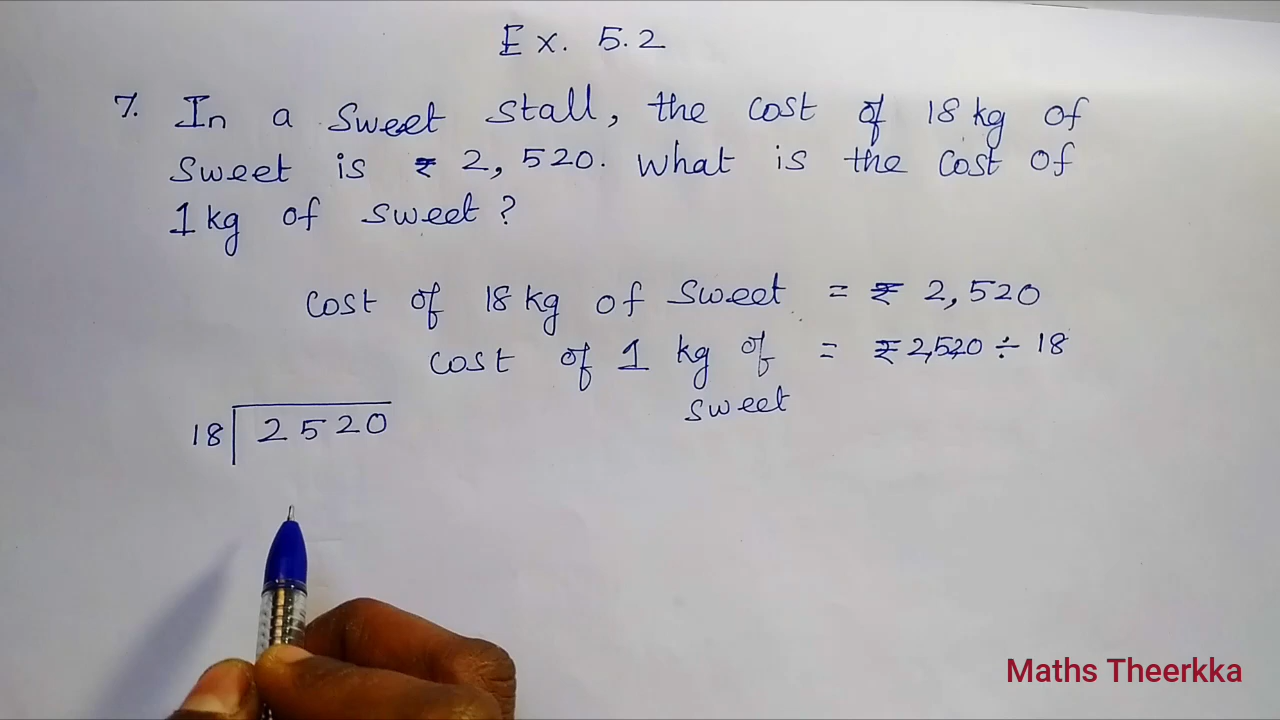 Ex. 5.2
7. In a sweet stall, the cost of 18 kg of
sweet is ₹ 2,520. What is the cost of
1 kg of sweet?
cost of 18 kg of sweet = ₹ 2,520
cost of 1 kg of = ₹ 2,520 ÷ 18
sweet
18 2520
Maths Theerkka